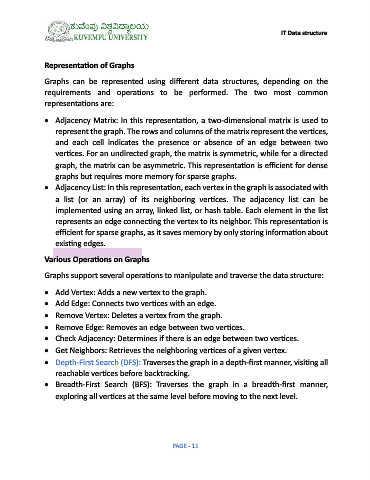 ಕುವೆಂಪು ವಿಶ್ವವಿದ್ಯಾಲಯ
KUVEMPU UNIVERSITY
IT Data structure
Representation of Graphs
Graphs can be represented using different data structures, depending on the
requirements and operations to be performed. The two most common
representations are:
• Adjacency Matrix: In this representation, a two-dimensional matrix is used to
represent the graph. The rows and columns of the matrix represent the vertices,
and each cell indicates the presence or absence of an edge between two
vertices. For an undirected graph, the matrix is symmetric, while for a directed
graph, the matrix can be asymmetric. This representation is efficient for dense
graphs but requires more memory for sparse graphs.
• Adjacency List: In this representation, each vertex in the graph is associated with
a list (or an array) of its neighboring vertices. The adjacency list can be
implemented using an array, linked list, or hash table. Each element in the list
represents an edge connecting the vertex to its neighbor. This representation is
efficient for sparse graphs, as it saves memory by only storing information about
existing edges.
Various Operations on Graphs
Graphs support several operations to manipulate and traverse the data structure:
• Add Vertex: Adds a new vertex to the graph.
• Add Edge: Connects two vertices with an edge.
• Remove Vertex: Deletes a vertex from the graph.
• Remove Edge: Removes an edge between two vertices.
• Check Adjacency: Determines if there is an edge between two vertices.
• Get Neighbors: Retrieves the neighboring vertices of a given vertex.
• Depth-First Search (DFS): Traverses the graph in a depth-first manner, visiting all
reachable vertices before backtracking.
• Breadth-First Search (BFS): Traverses the graph in a breadth-first manner,
exploring all vertices at the same level before moving to the next level.
PAGE - 11